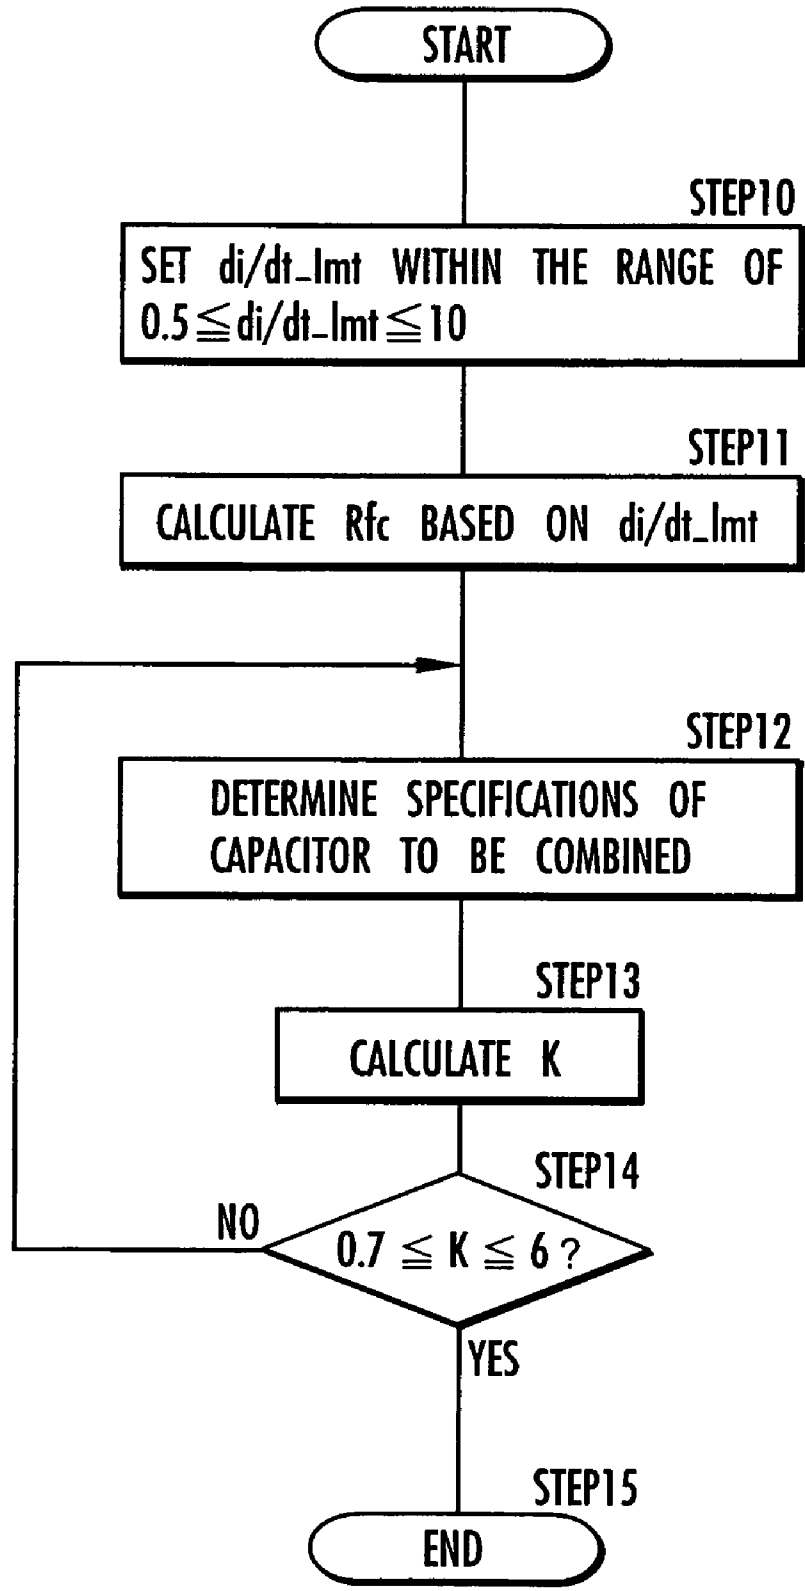 START
STEP10
SET di/dt_lmt WITHIN THE RANGE OF
0.5≦di/dt_lmt≦10
STEP11
CALCULATE Rfc BASED ON di/dt_lmt
STEP12
DETERMINE SPECIFICATIONS OF
CAPACITOR TO BE COMBINED
STEP13
CALCULATE K
STEP14
NO
0.7 ≦ K ≦ 6 ?
YES
STEP15
END